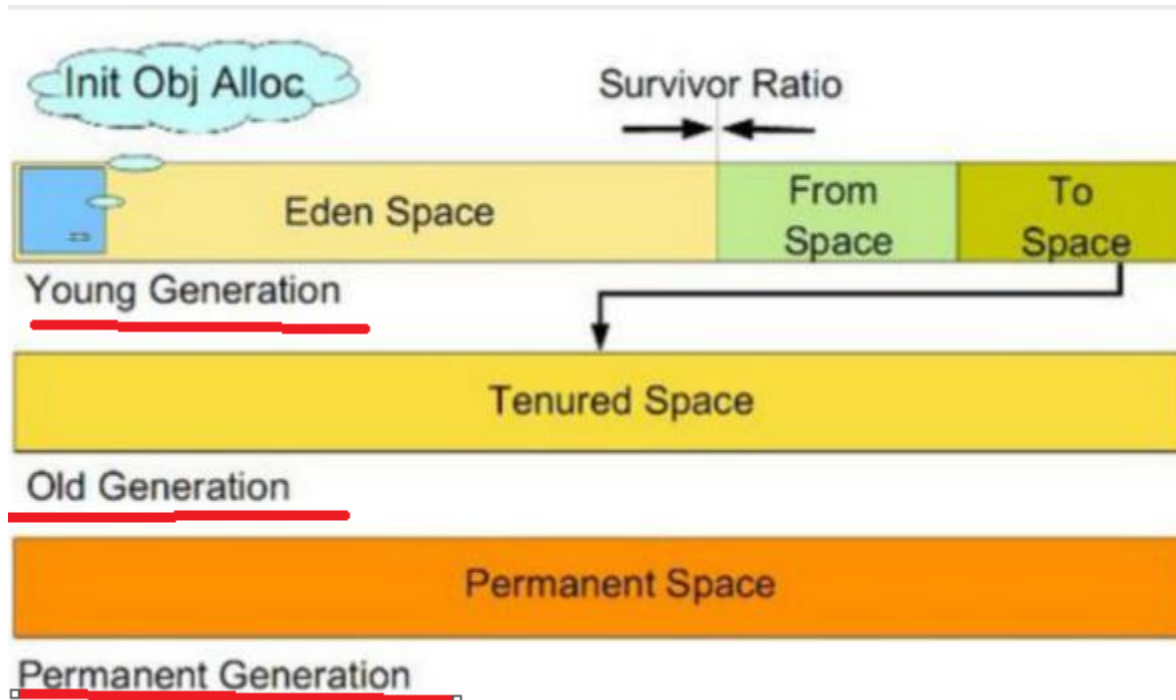 Init Obj Alloc
Survivor Ratio
Eden Space
From
Space
To
Space
Young Generation
Tenured Space
Old Generation
Permanent Space
Permanent Generation